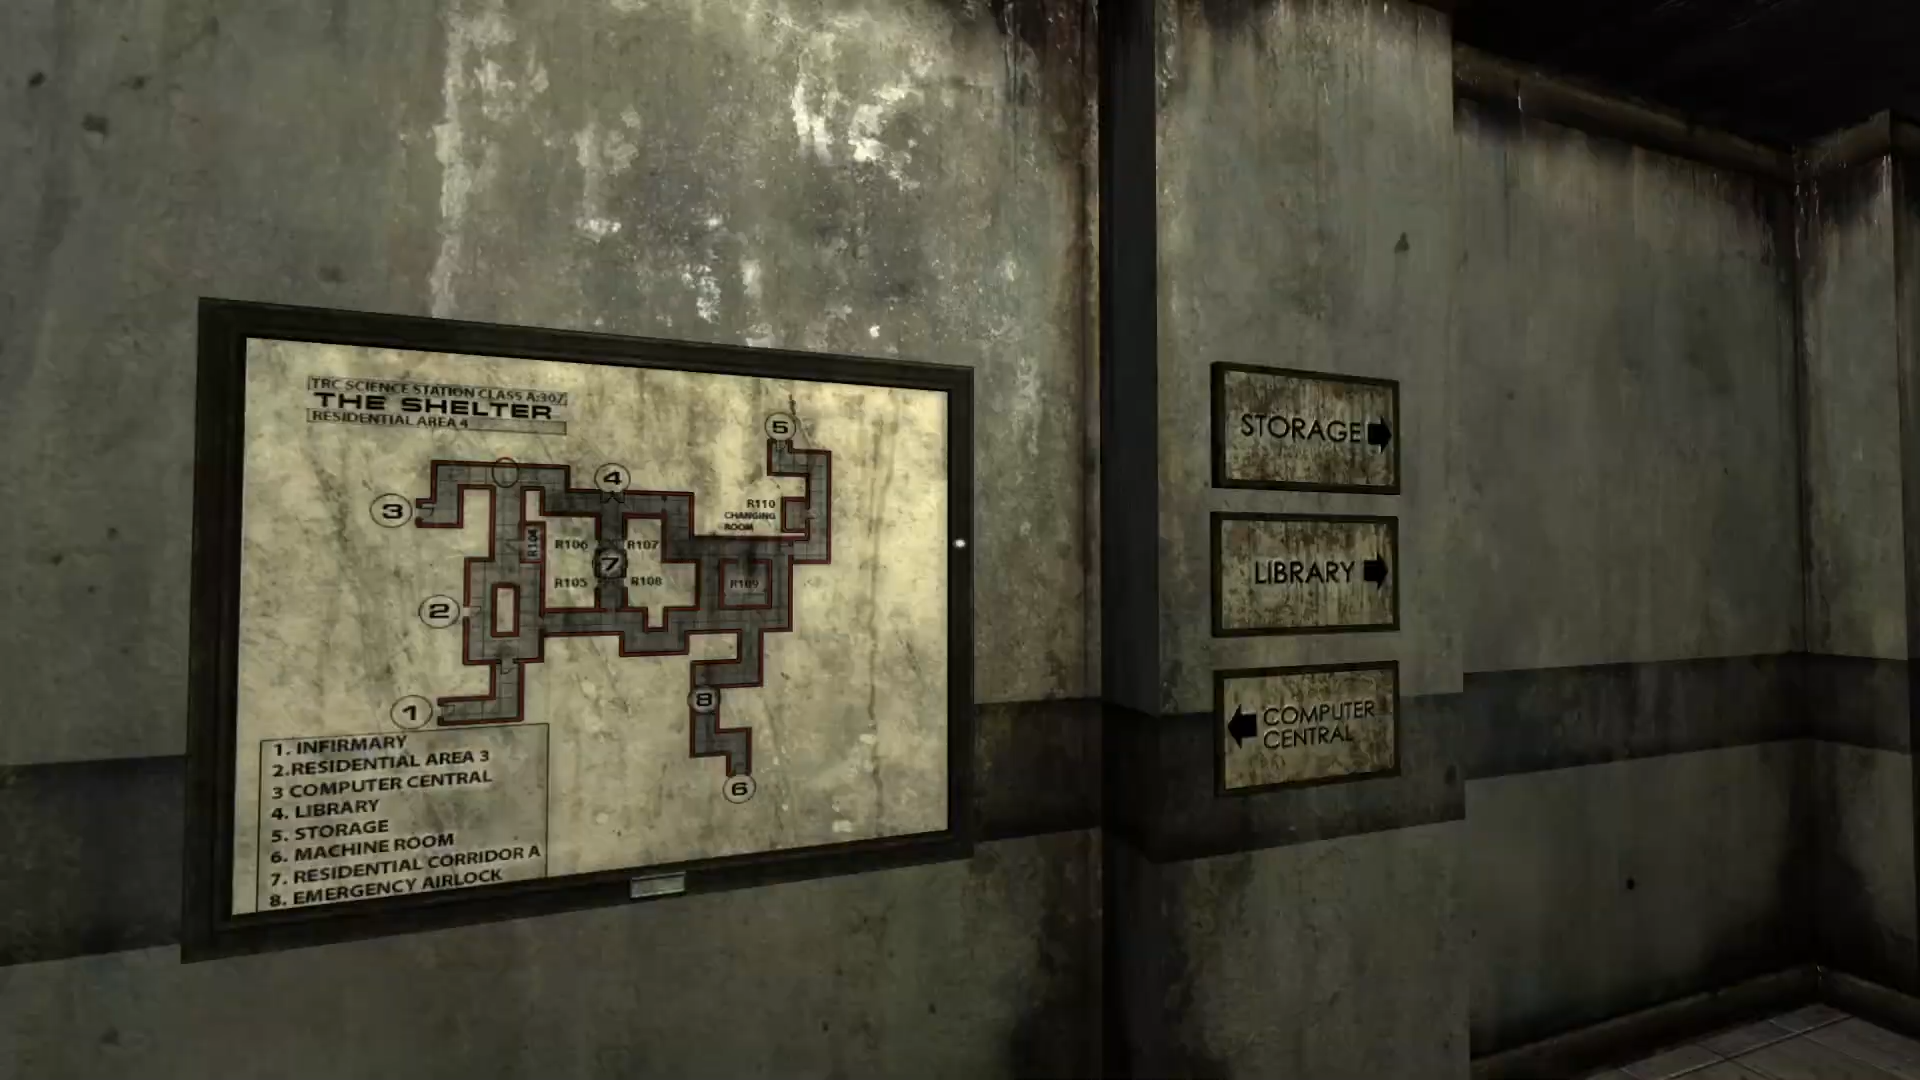 TRC SCIENCE STATION CLASS A:307
THE SHELTER
RESIDENTIAL AREA 4
5
4
3
R110
CHANGING
ROOM
R104
R106
R107
7
R105
R108
R109
2
8
1
6
1. INFIRMARY
2.RESIDENTIAL AREA 3
3 COMPUTER CENTRAL
4. LIBRARY
5. STORAGE
6. MACHINE ROOM
7. RESIDENTIAL CORRIDOR A
8. EMERGENCY AIRLOCK
STORAGE
LIBRARY
COMPUTER
CENTRAL